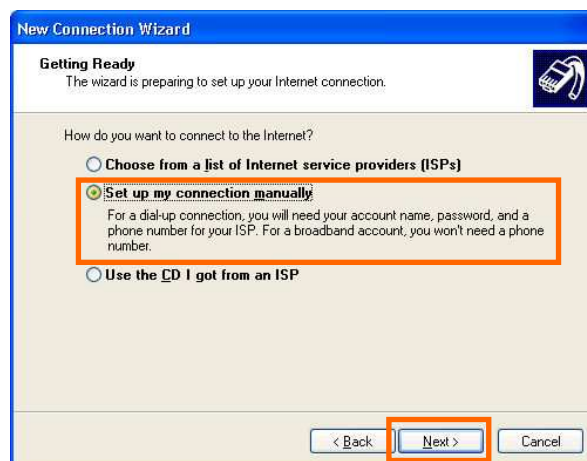 New Connection Wizard
Getting Ready
The wizard is preparing to set up your Internet connection.
How do you want to connect to the Internet?
Choose from a list of Internet service providers (ISPs)
Set up my connection manually
For a dial-up connection, you will need your account name, password, and a
phone number for your ISP. For a broadband account, you won't need a phone
number.
Use the CD I got from an ISP
< Back
Next >
Cancel